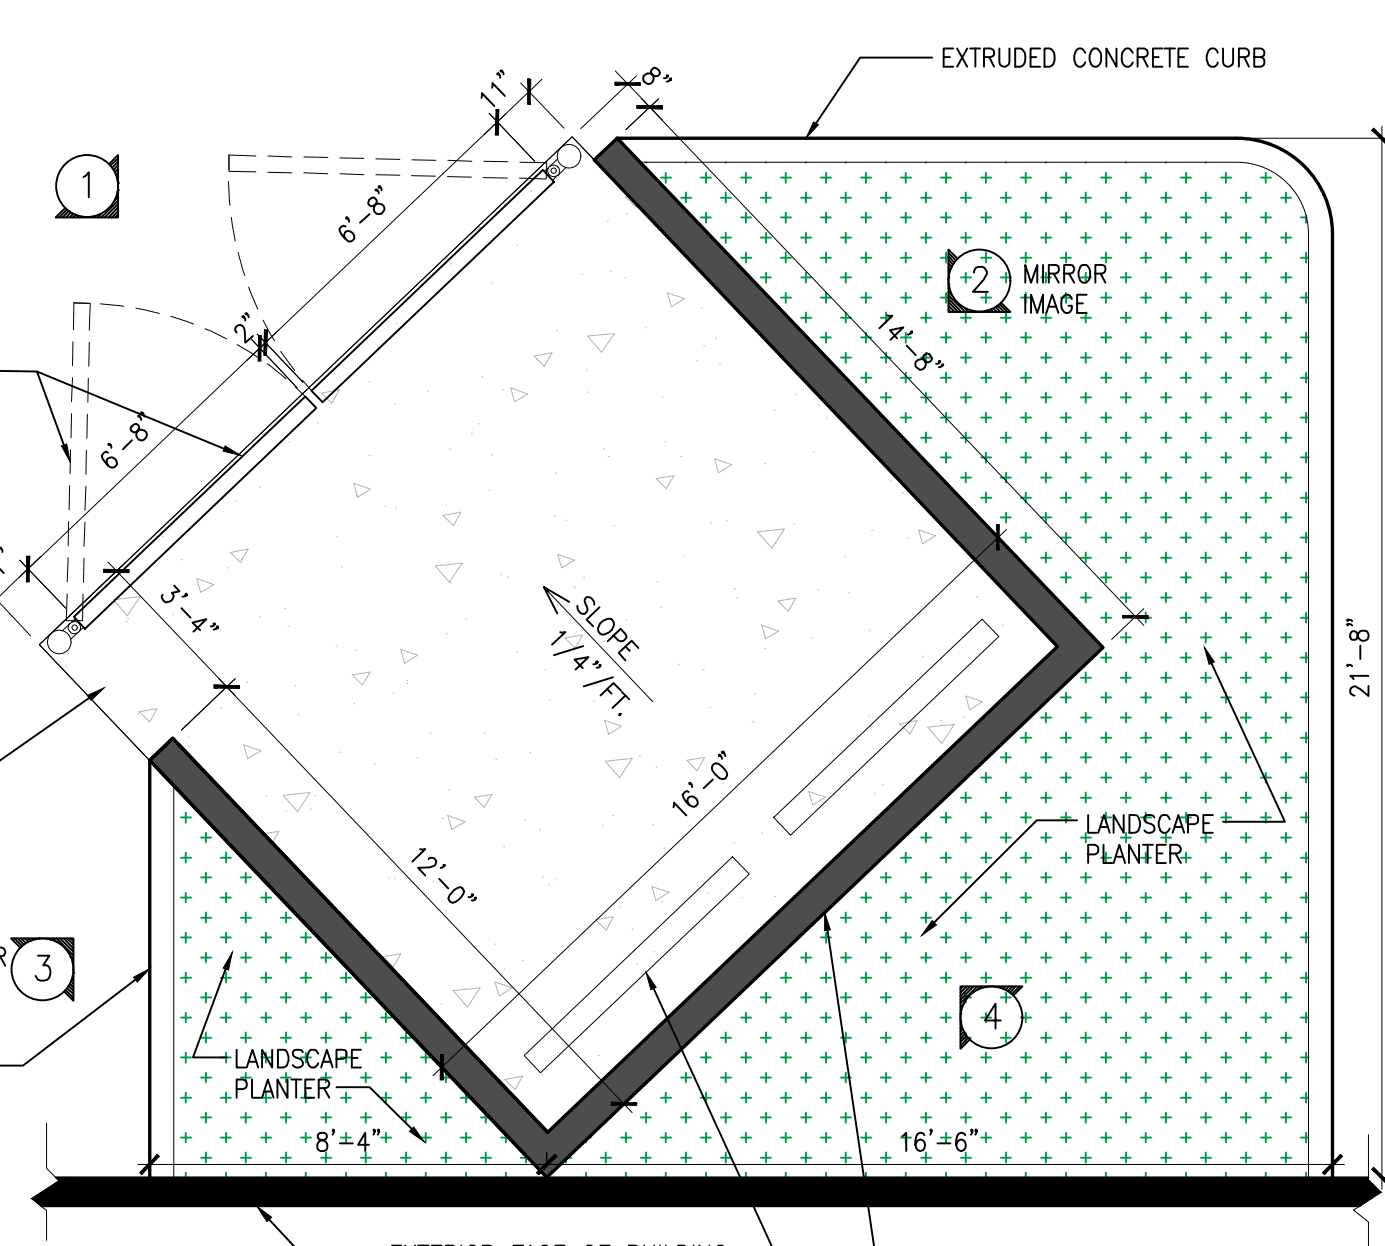 EXTRUDED CONCRETE CURB
11"
8"
1
6'-8"
2
MIRROR
IMAGE
2"
14'-8"
6'-8"
3'-4"
SLOPE
1/4"/FT.
21'-8"
16'-0"
LANDSCAPE
PLANTER
12'-0"
3
4
LANDSCAPE
PLANTER
8'-4"
16'-6"